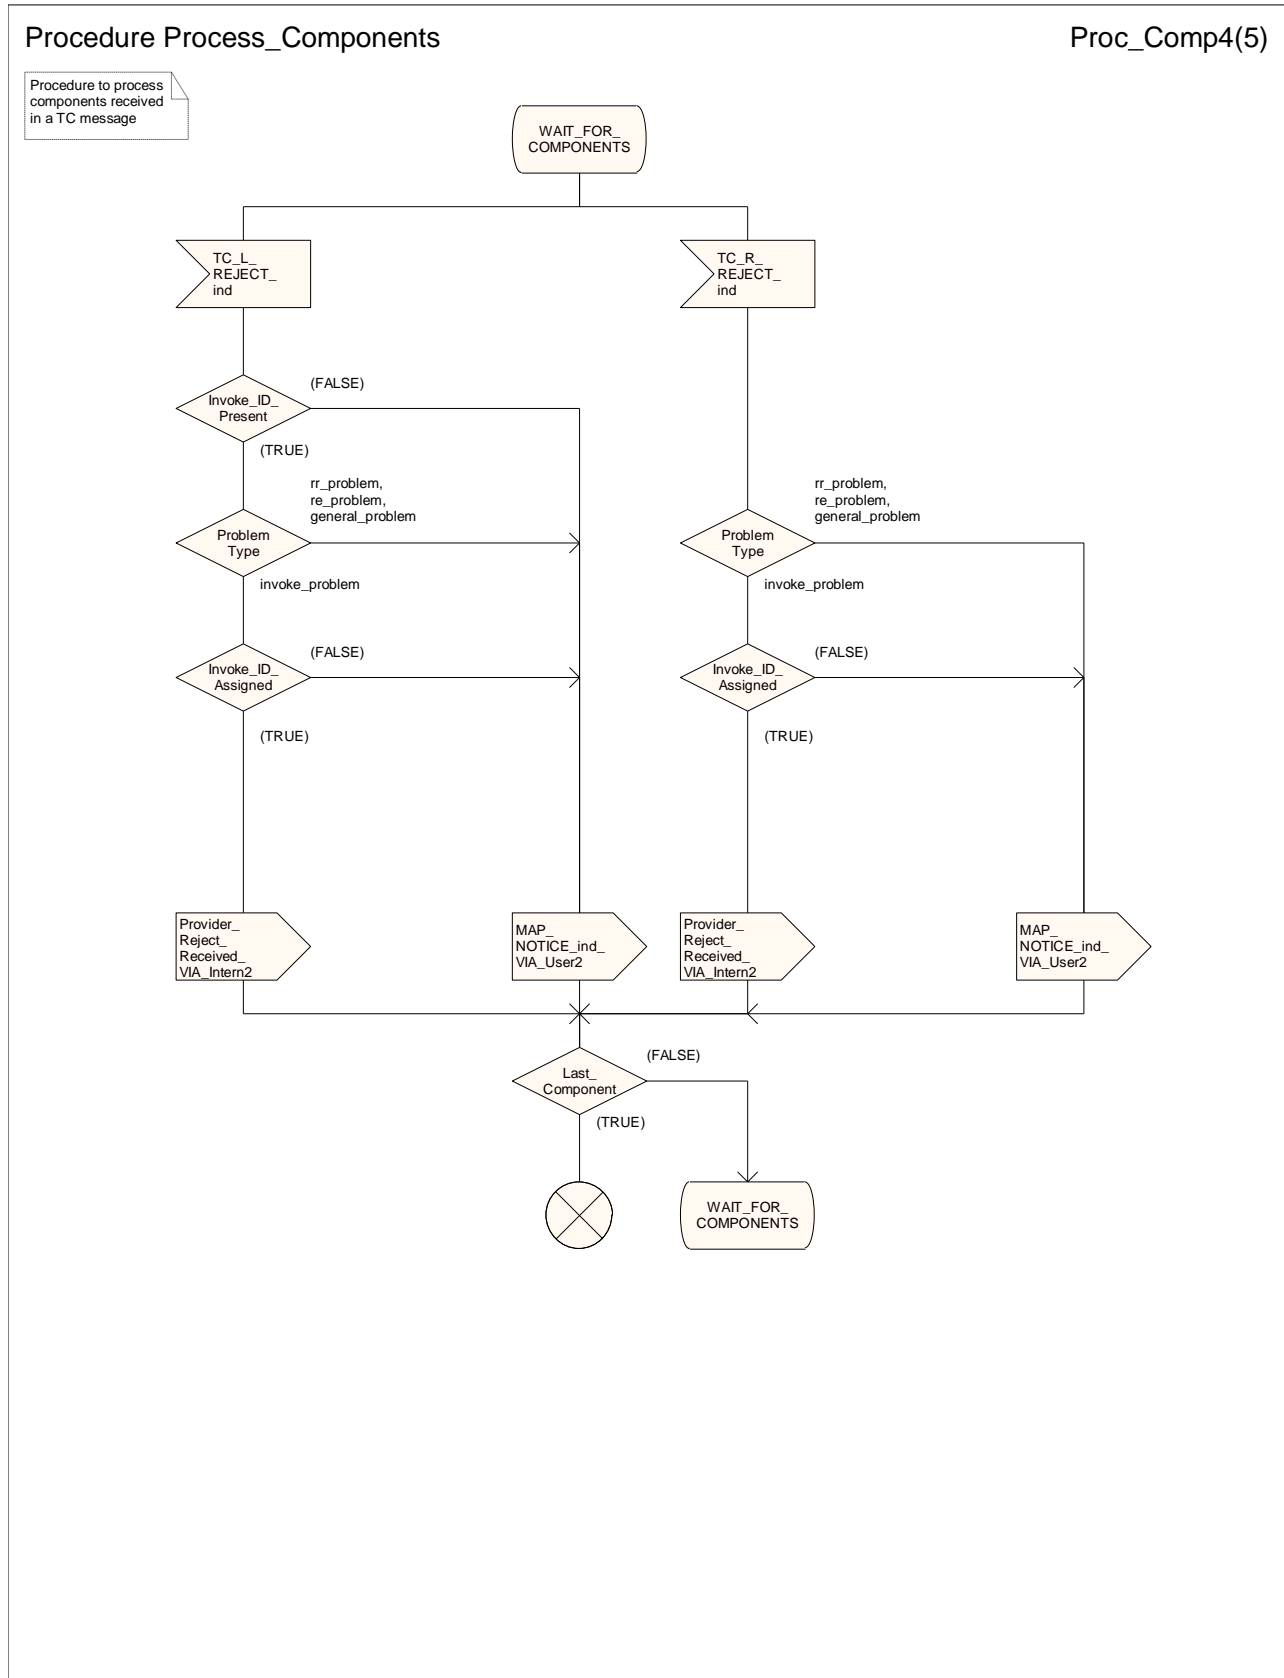 Procedure Process_Components
Proc_Comp4(5)
Procedure to process
components received
in a TC message
WAIT_FOR_
COMPONENTS
TC_L_
REJECT_
ind
TC_R_
REJECT_
ind
Invoke_ID_
Present
(FALSE)
(TRUE)
Problem
Type
rr_problem,
re_problem,
general_problem
invoke_problem
Problem
Type
rr_problem,
re_problem,
general_problem
invoke_problem
Invoke_ID_
Assigned
(FALSE)
(TRUE)
Invoke_ID_
Assigned
(FALSE)
(TRUE)
Provider_
Reject_
Received_
VIA_Intern2
MAP_
NOTICE_ind_
VIA_User2
Provider_
Reject_
Received_
VIA_Intern2
MAP_
NOTICE_ind_
VIA_User2
Last_
Component
(FALSE)
(TRUE)
WAIT_FOR_
COMPONENTS